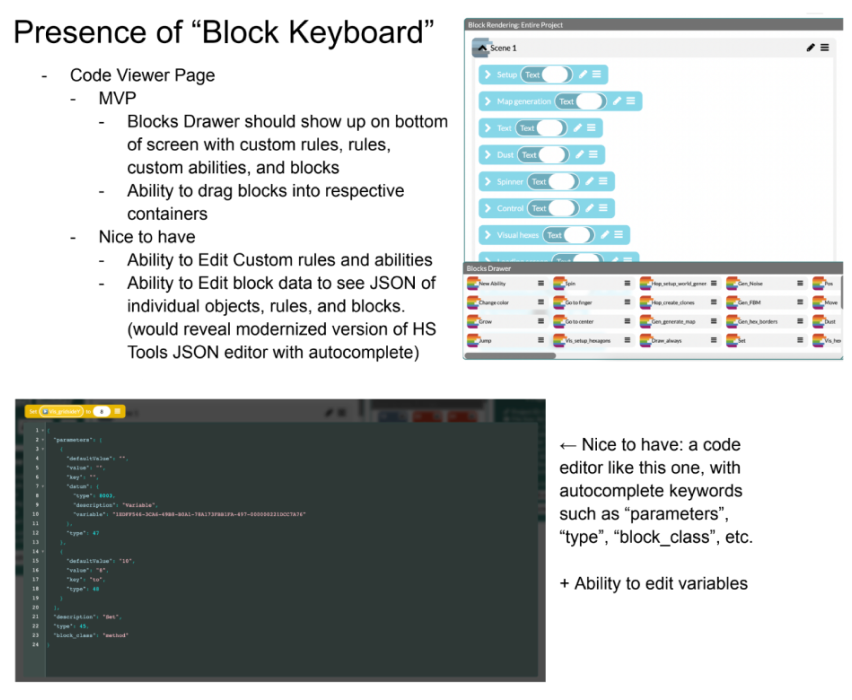 Presence of “Block Keyboard”
- Code Viewer Page
- MVP
- Blocks Drawer should show up on bottom
of screen with custom rules, rules,
custom abilities, and blocks
- Ability to drag blocks into respective
containers
- Nice to have
- Ability to Edit Custom rules and abilities
- Ability to Edit block data to see JSON of
individual objects, rules, and blocks.
(would reveal modernized version of HS
Tools JSON editor with autocomplete)
Block Rendering: Entire Project
Scene 1
Setup Text
Map generation Text
Text Text
Dust Text
Spinner Text
Control Text
Visual hexes Text
Blocks Drawer
New Ability Spin Hop_setup_world_gener Gen_Noise Pos
Change color Go to finger Hop_create_clones Gen_FBM Move
Grow Go to center Gen_generate_map Gen_hex_borders Dust
Jump Vis_setup_hexagons Draw_always Set Vis_hex
Set to 8
1 {
2 "parameters": [
3 {
4 "defaultValue": "",
5 "value": "",
6 "key": "",
7 "datum": {
8 "type": 8003,
9 "description": "Variable",
10 "variable":
11 },
12 "type": 47
13 },
14 {
15 "defaultValue": "10",
16 "value": "8",
17 "key": "to",
18 "type": 48
19 }
20 ],
21 "description": "Set",
22 "type": 45,
23 "block_class": "method"
24 }
← Nice to have: a code
editor like this one, with
autocomplete keywords
such as “parameters”,
“type”, “block_class”, etc.
+ Ability to edit variables